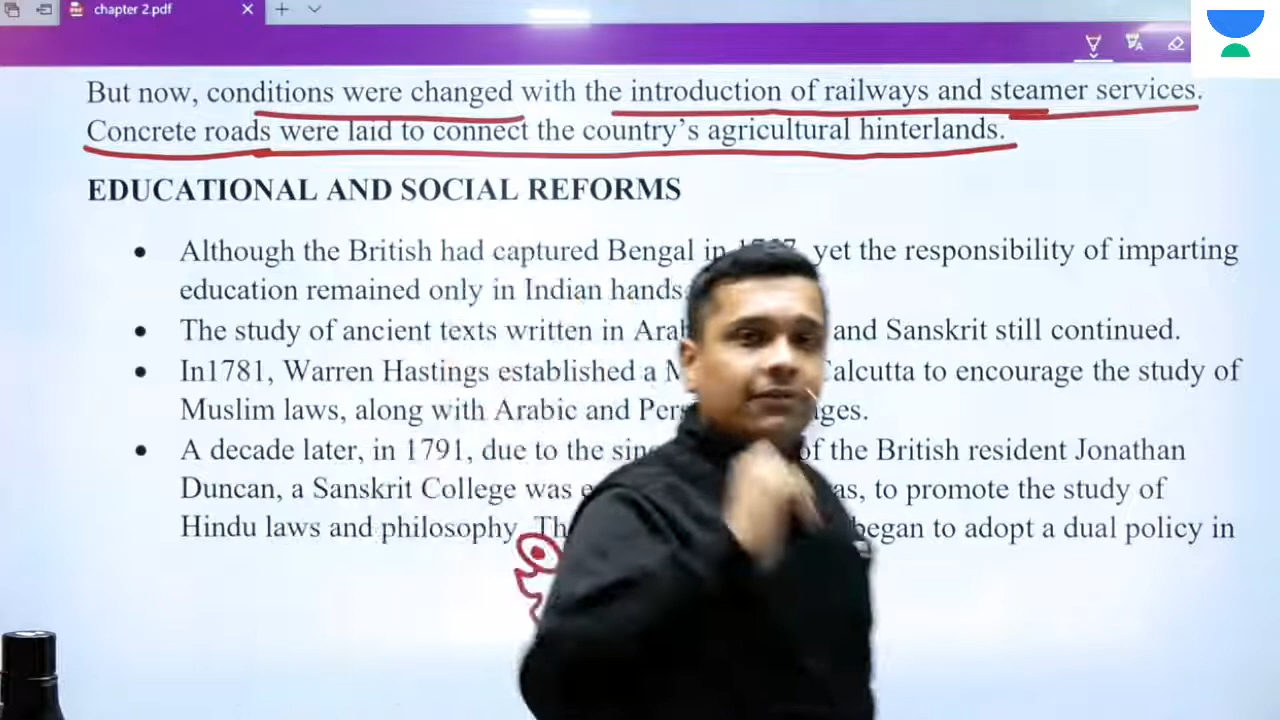 chapter 2.pdf
But now, conditions were changed with the introduction of railways and steamer services.
Concrete roads were laid to connect the country's agricultural hinterlands.
EDUCATIONAL AND SOCIAL REFORMS
• Although the British had captured Bengal in yet the responsibility of imparting
education remained only in Indian hands
• The study of ancient texts written in and Sanskrit still continued.
• In1781, Warren Hastings established a Calcutta to encourage the study of
Muslim laws, along with Arabic and
• A decade later, in 1791, due to the of the British resident Jonathan
Duncan, a Sanskrit College was to promote the study of
Hindu laws and philosophy. began to adopt a dual policy in